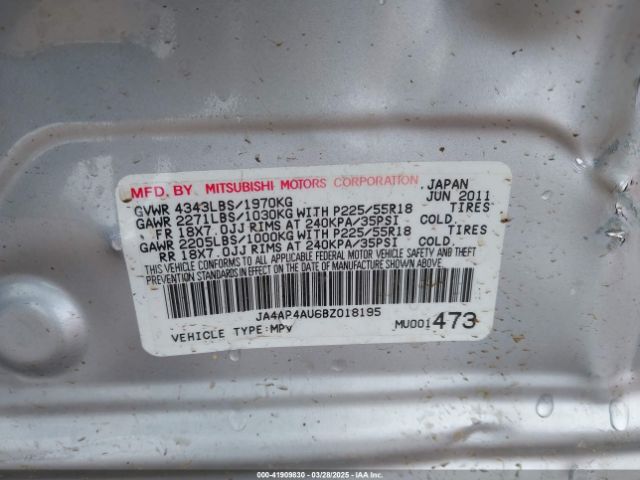 MFD. BY MITSUBISHI MOTORS CORPORATION JAPAN
GVWR 4343LBS/1970KG JUN 2011
GAWR 2271LBS/1030KG WITH P225/55R18 TIRES
FR 18X7.0JJ RIMS AT 240KPA/35PSI COLD.
GAWR 2205LBS/1000KG WITH P225/55R18 TIRES
RR 18X7.0JJ RIMS AT 240KPA/35PSI COLD.
THIS VEHICLE CONFORMS TO ALL APPLICABLE FEDERAL MOTOR VEHICLE SAFETY AND THEFT
PREVENTION STANDARDS IN EFFECT ON THE DATE OF MANUFACTURE SHOWN ABOVE.
JA4AP4AU6BZ018195
VEHICLE TYPE:MPV MU001473
000-41909830 - 03/28/2025 - IAAI.com